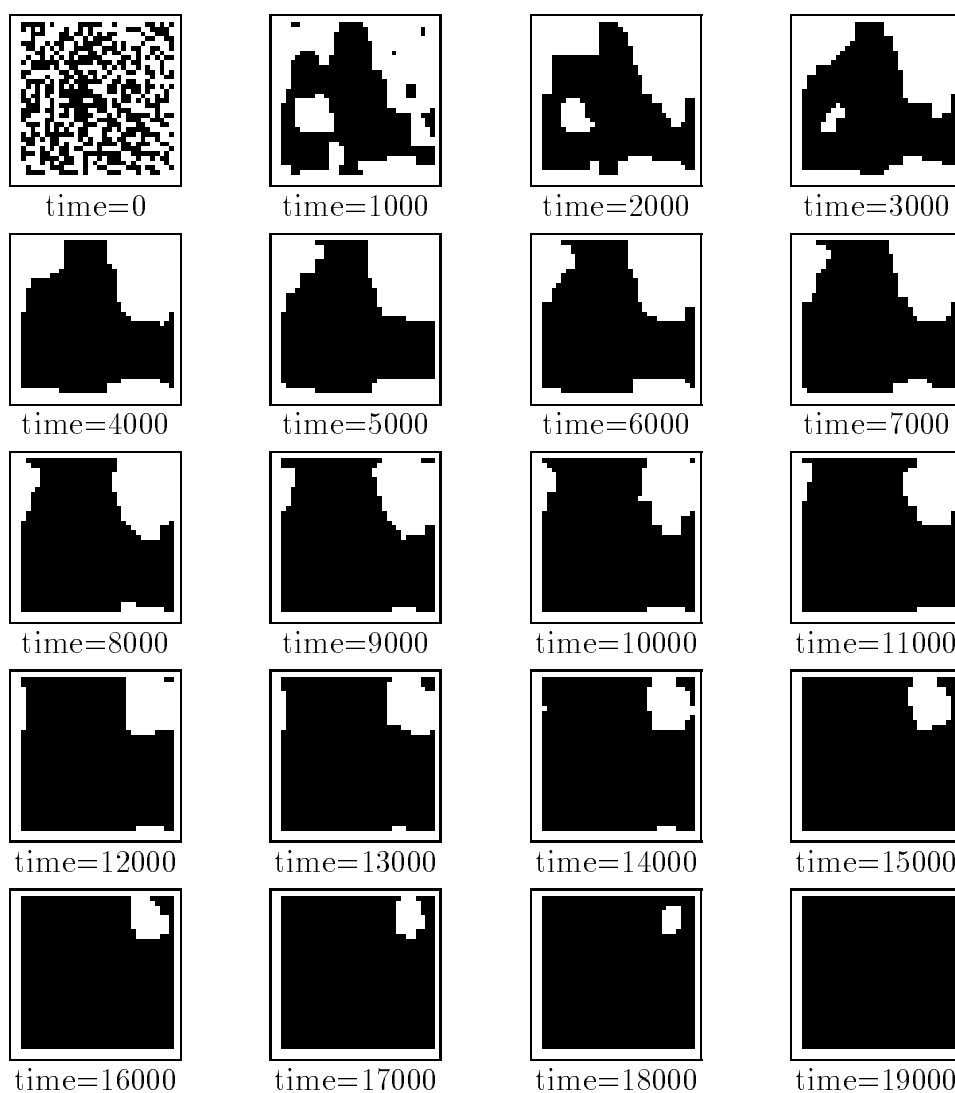 time=0 time=1000 time=2000 time=3000
time=4000 time=5000 time=6000 time=7000
time=8000 time=9000 time=10000 time=11000
time=12000 time=13000 time=14000 time=15000
time=16000 time=17000 time=18000 time=19000